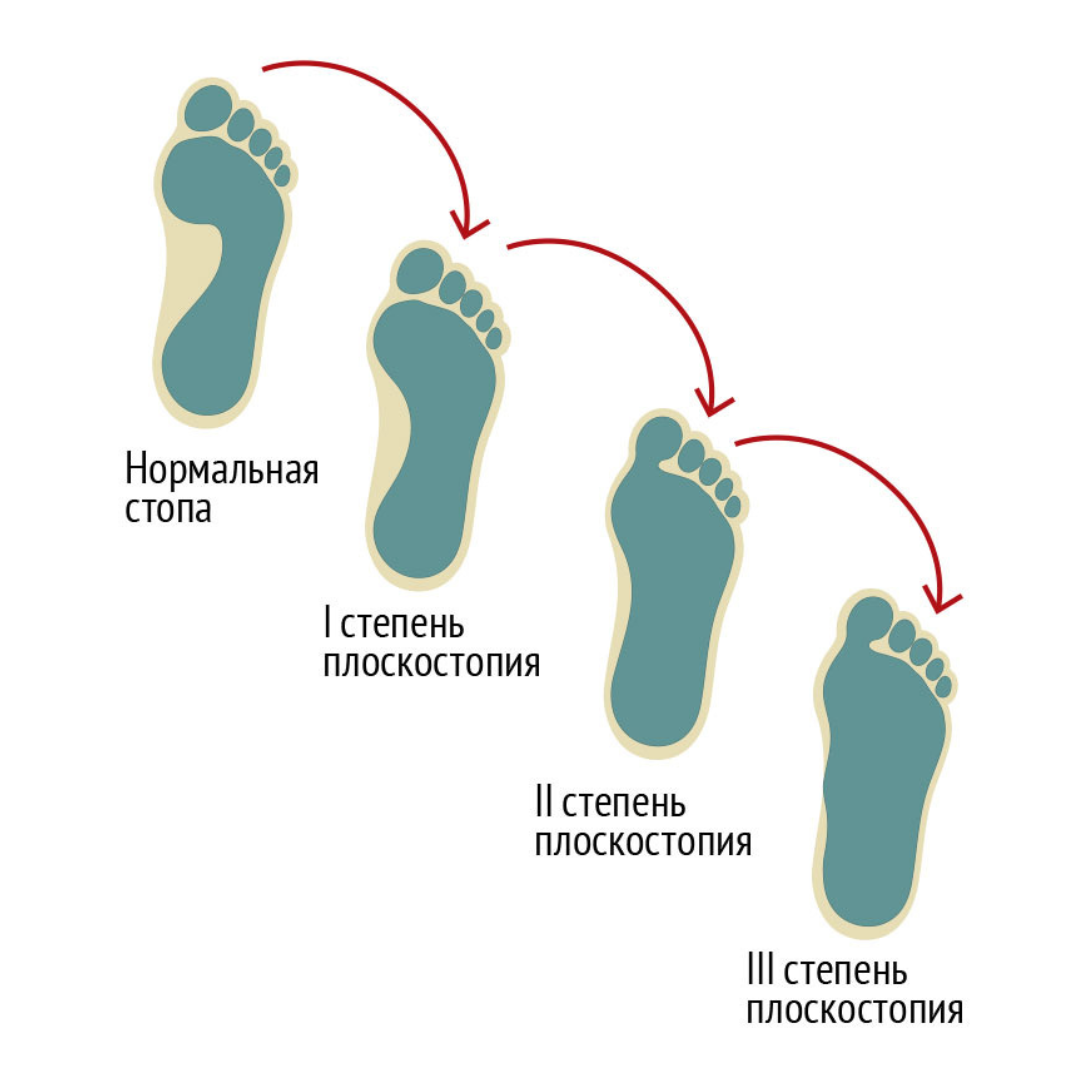 Нормальная
стопа
I степень
плоскостопия
II степень
плоскостопия
III степень
плоскостопия